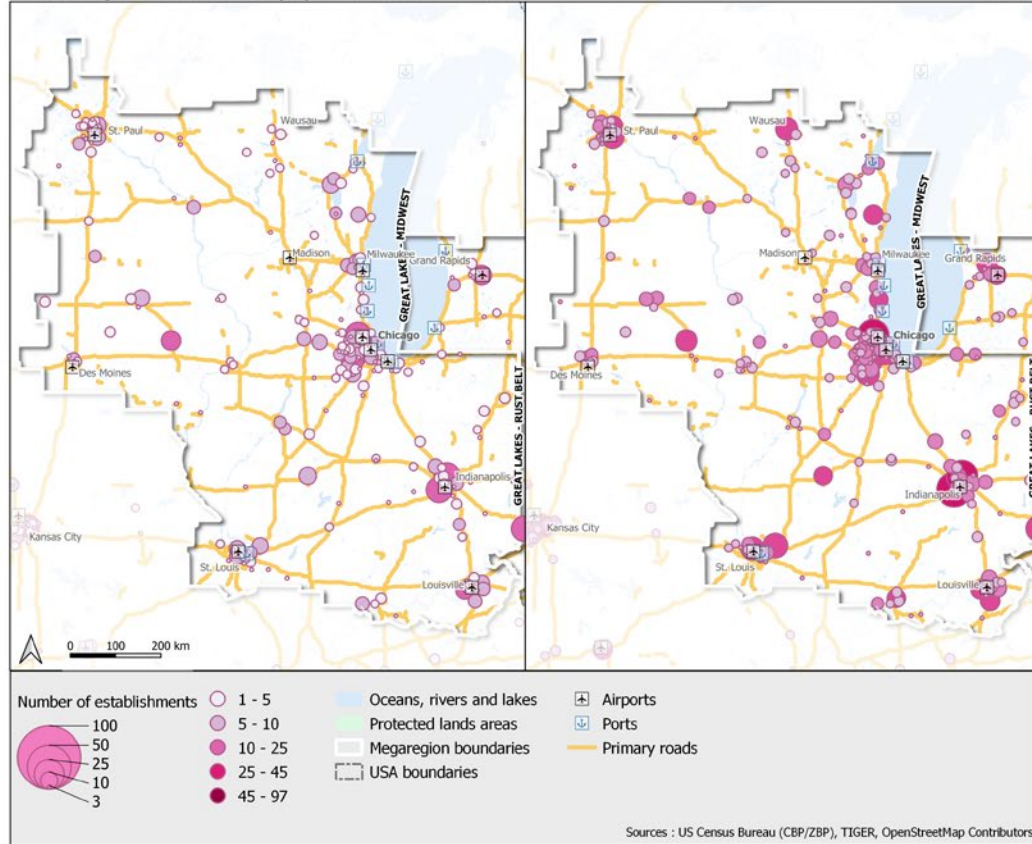 St. Paul
Wausau
Madison
Milwaukee
Grand Rapids
GREAT LAKES - MIDWEST
Chicago
Des Moines
GREAT LAKES - RUST BELT
Indianapolis
Kansas City
St. Louis
Louisville
0 100 200 km
St. Paul
Wausau
Madison
Milwaukee
Grand Rapids
GREAT LAKES - MIDWEST
Chicago
Des Moines
Indianapolis
Kansas City
St. Louis
Louisville
Number of establishments
100
50
25
10
3
1 - 5
5 - 10
10 - 25
25 - 45
45 - 97
Oceans, rivers and lakes
Protected lands areas
Megaregion boundaries
USA boundaries
Airports
Ports
Primary roads
Sources : US Census Bureau (CBP/ZBP), TIGER, OpenStreetMap Contributors